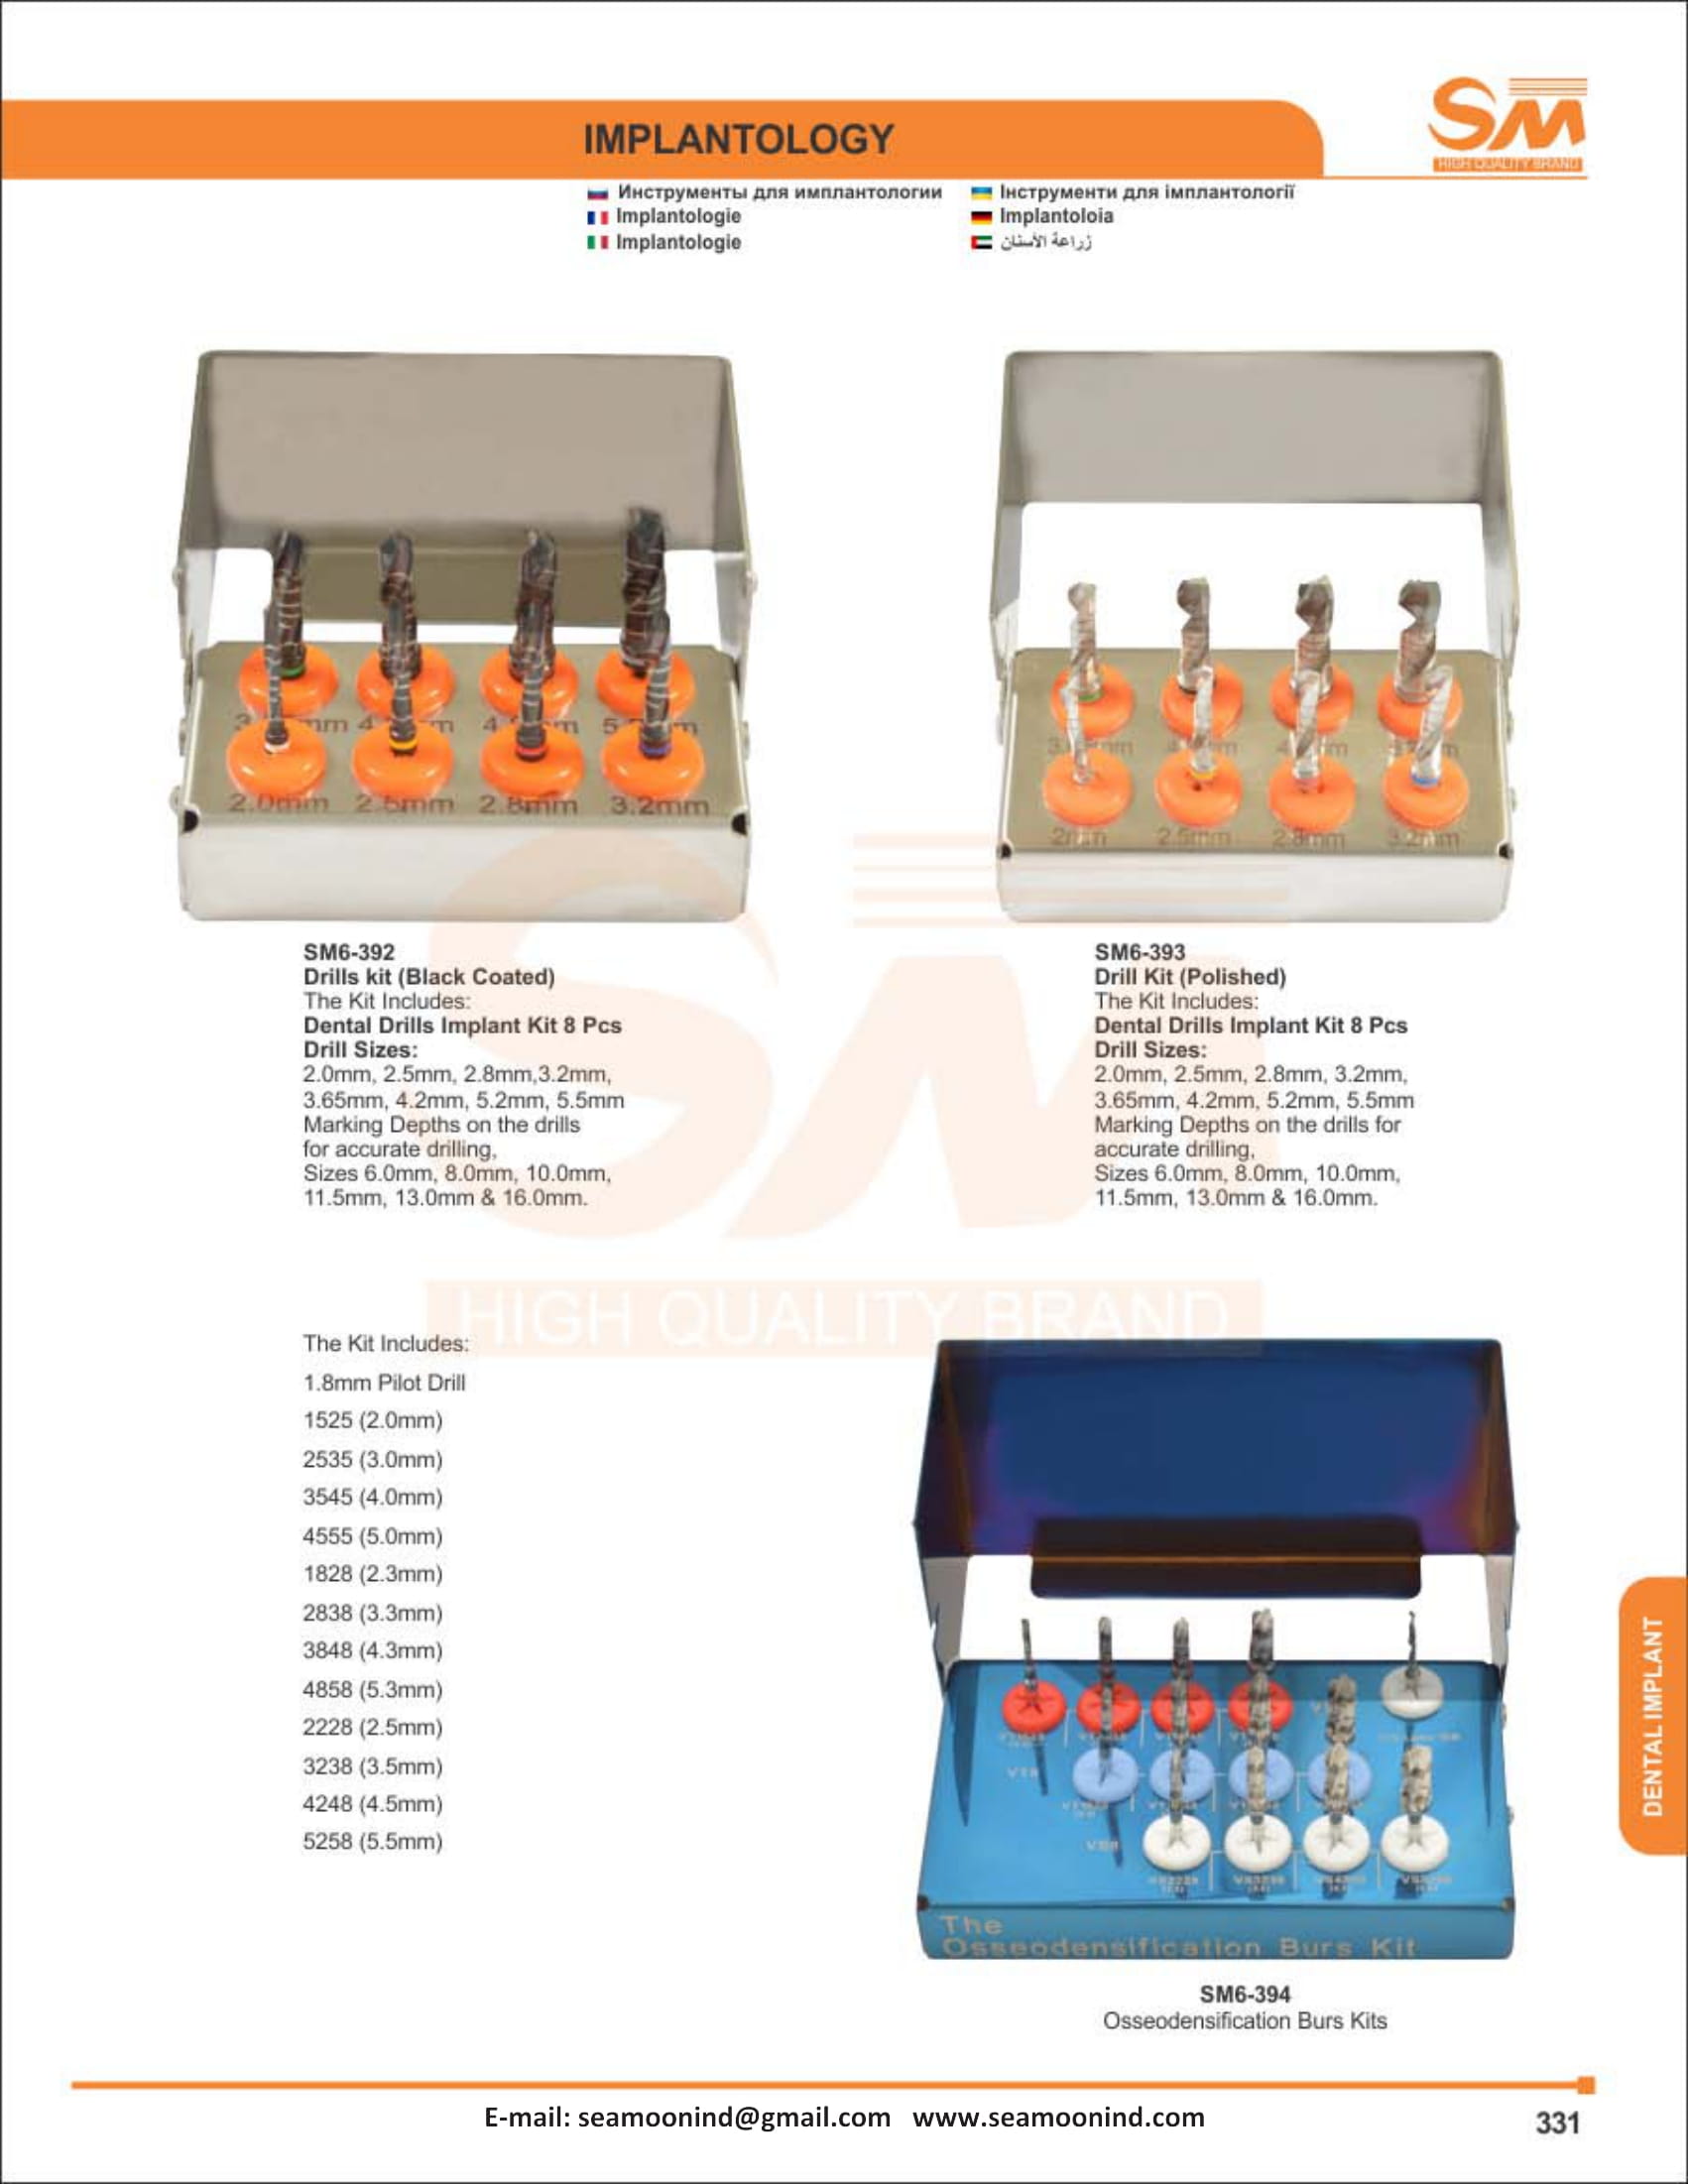 SM
HIGH QUALITY BRAND
IMPLANTOLOGY
Инструменты для имплантологии
Implantologie
Implantologie
Інструменти для імплантології
Implantoloia
زراعة الأسنان
2.0mm 2.5mm 2.8mm 3.2mm
2.5mm 2.8mm 3.2mm
SM6-392
Drills kit (Black Coated)
The Kit Includes:
Dental Drills Implant Kit 8 Pcs
Drill Sizes:
2.0mm, 2.5mm, 2.8mm,3.2mm,
3.65mm, 4.2mm, 5.2mm, 5.5mm
Marking Depths on the drills
for accurate drilling,
Sizes 6.0mm, 8.0mm, 10.0mm,
11.5mm, 13.0mm & 16.0mm.
SM6-393
Drill Kit (Polished)
The Kit Includes:
Dental Drills Implant Kit 8 Pcs
Drill Sizes:
2.0mm, 2.5mm, 2.8mm, 3.2mm,
3.65mm, 4.2mm, 5.2mm, 5.5mm
Marking Depths on the drills for
accurate drilling,
Sizes 6.0mm, 8.0mm, 10.0mm,
11.5mm, 13.0mm & 16.0mm.
SM
HIGH QUALITY BRAND
The Kit Includes:
1.8mm Pilot Drill
1525 (2.0mm)
2535 (3.0mm)
3545 (4.0mm)
4555 (5.0mm)
1828 (2.3mm)
2838 (3.3mm)
3848 (4.3mm)
4858 (5.3mm)
2228 (2.5mm)
3238 (3.5mm)
4248 (4.5mm)
5258 (5.5mm)
The
Osseodensification Burs Kit
SM6-394
Osseodensification Burs Kits
DENTAL IMPLANT
E-mail: seamoonind@gmail.com www.seamoonind.com
331